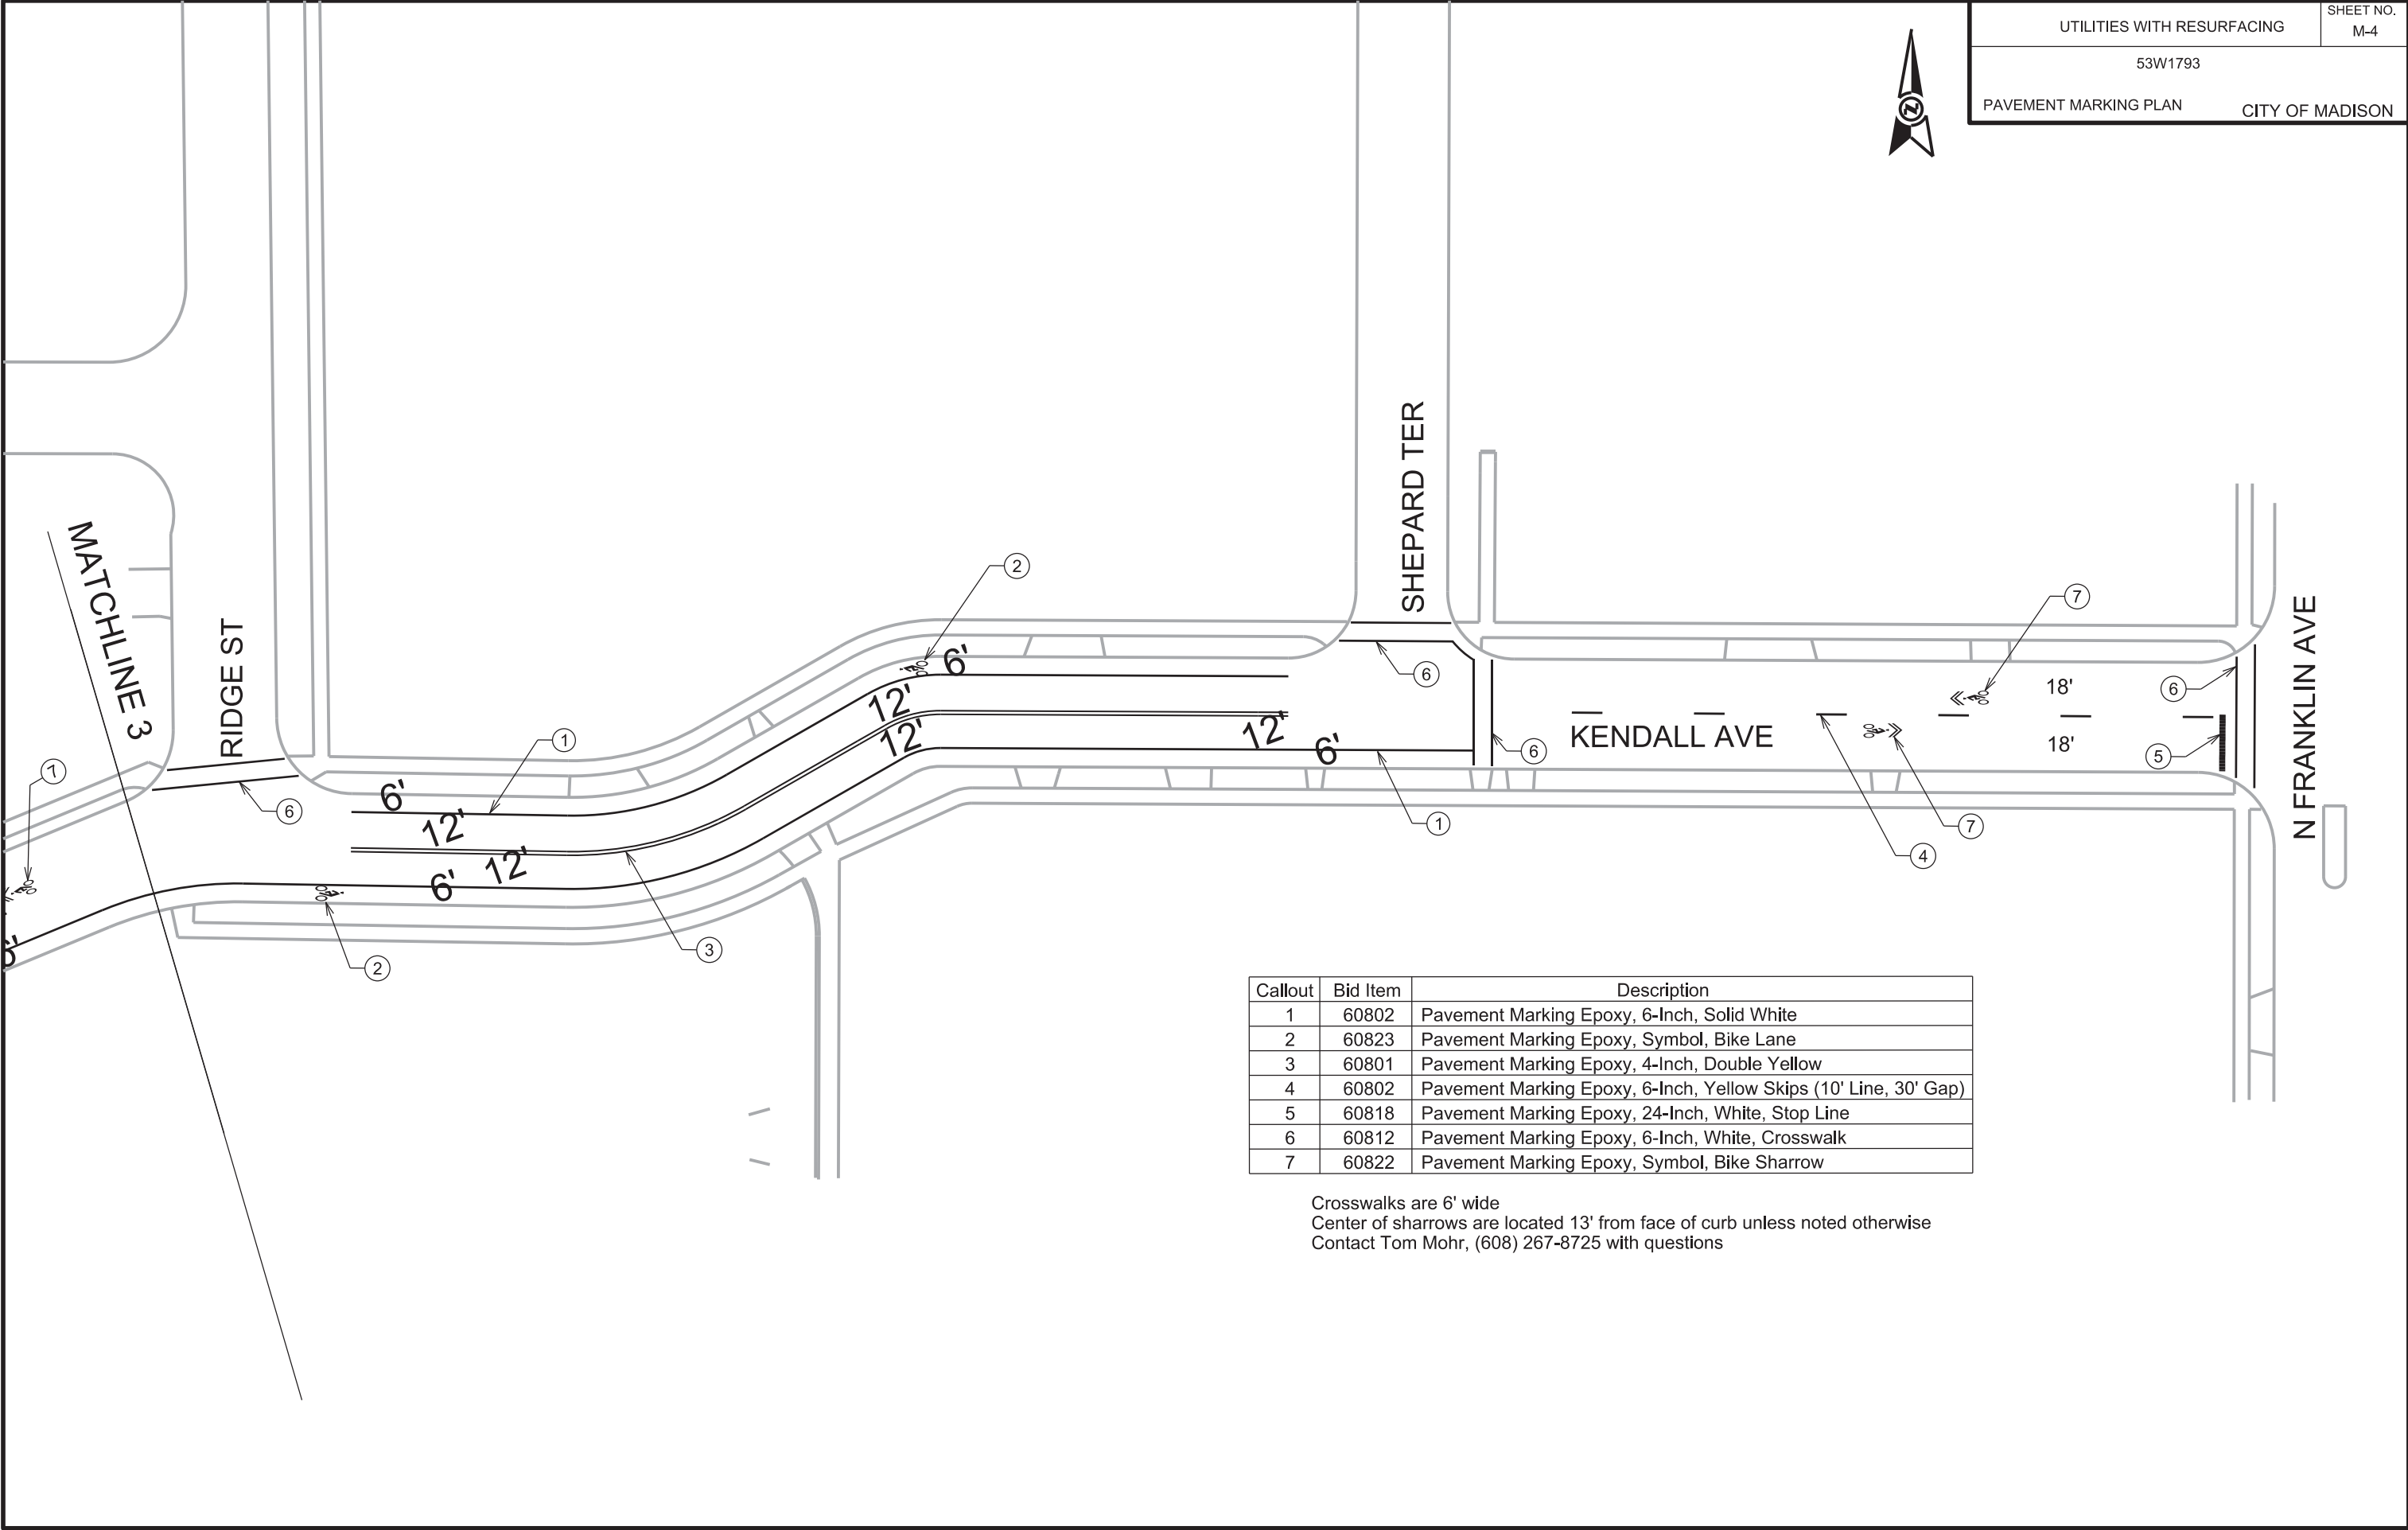 UTILITIES WITH RESURFACING
SHEET NO.
M-4
53W1793
PAVEMENT MARKING PLAN
CITY OF MADISON
N
MATCHLINE 3
RIDGE ST
SHEPARD TER
KENDALL AVE
N FRANKLIN AVE
2
7
6'
12'
12'
6
6
18'
18'
5
12'
6'
6
1
7
6
6'
12'
12'
6'
1
7
4
2
3
Callout Bid Item Description
1 60802 Pavement Marking Epoxy, 6-Inch, Solid White
2 60823 Pavement Marking Epoxy, Symbol, Bike Lane
3 60801 Pavement Marking Epoxy, 4-Inch, Double Yellow
4 60802 Pavement Marking Epoxy, 6-Inch, Yellow Skips (10' Line, 30' Gap)
5 60818 Pavement Marking Epoxy, 24-Inch, White, Stop Line
6 60812 Pavement Marking Epoxy, 6-Inch, White, Crosswalk
7 60822 Pavement Marking Epoxy, Symbol, Bike Sharrow
Crosswalks are 6' wide
Center of sharrows are located 13' from face of curb unless noted otherwise
Contact Tom Mohr, (608) 267-8725 with questions